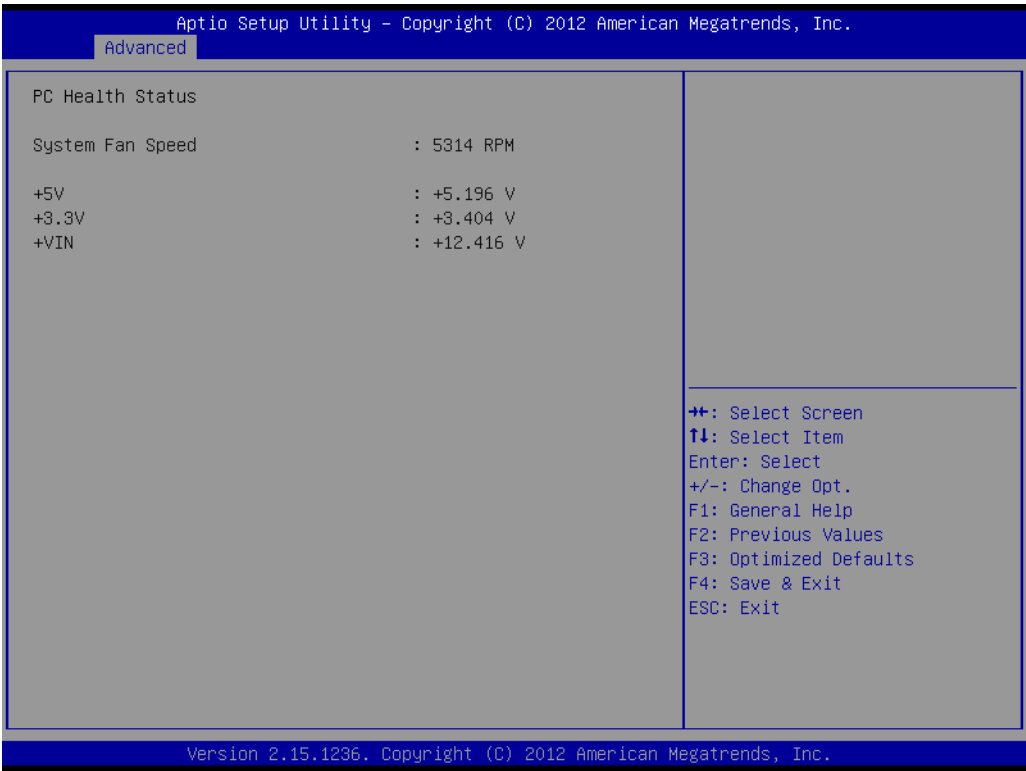 Aptio Setup Utility – Copyright (C) 2012 American Megatrends, Inc.
Advanced
PC Health Status
System Fan Speed : 5314 RPM
+5V : +5.196 V
+3.3V : +3.404 V
+VIN : +12.416 V
→←: Select Screen
↑↓: Select Item
Enter: Select
+/-: Change Opt.
F1: General Help
F2: Previous Values
F3: Optimized Defaults
F4: Save & Exit
ESC: Exit
Version 2.15.1236. Copyright (C) 2012 American Megatrends, Inc.